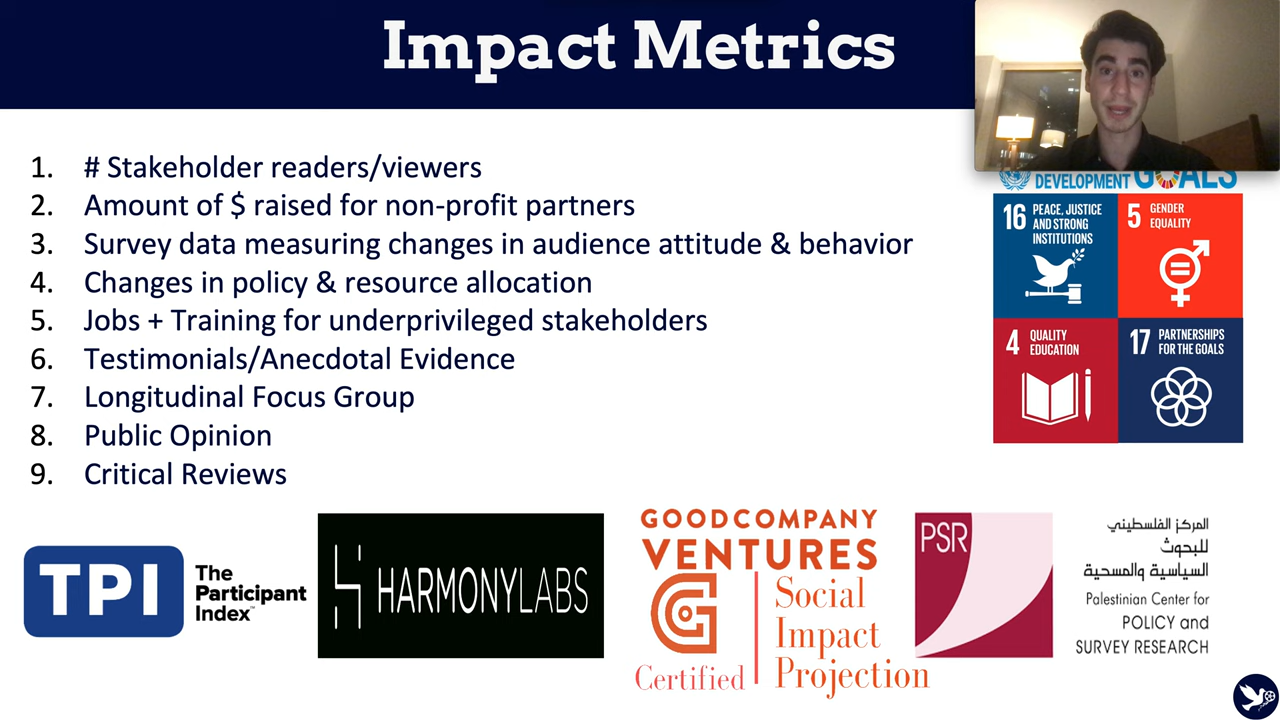 Impact Metrics
1. # Stakeholder readers/viewers
2. Amount of $ raised for non-profit partners
3. Survey data measuring changes in audience attitude & behavior
4. Changes in policy & resource allocation
5. Jobs + Training for underprivileged stakeholders
6. Testimonials/Anecdotal Evidence
7. Longitudinal Focus Group
8. Public Opinion
9. Critical Reviews
DEVELOPMENT GOALS
16 PEACE, JUSTICE
AND STRONG
INSTITUTIONS
5 GENDER
EQUALITY
4 QUALITY
EDUCATION
17 PARTNERSHIPS
FOR THE GOALS
TPI
The
Participant
Index™
HARMONYLABS
GOODCOMPANY
VENTURES
Certified
Social
Impact
Projection
PSR
المركز الفلسطيني
للبحوث
السياسية والمسحية
Palestinian Center for
POLICY and
SURVEY RESEARCH